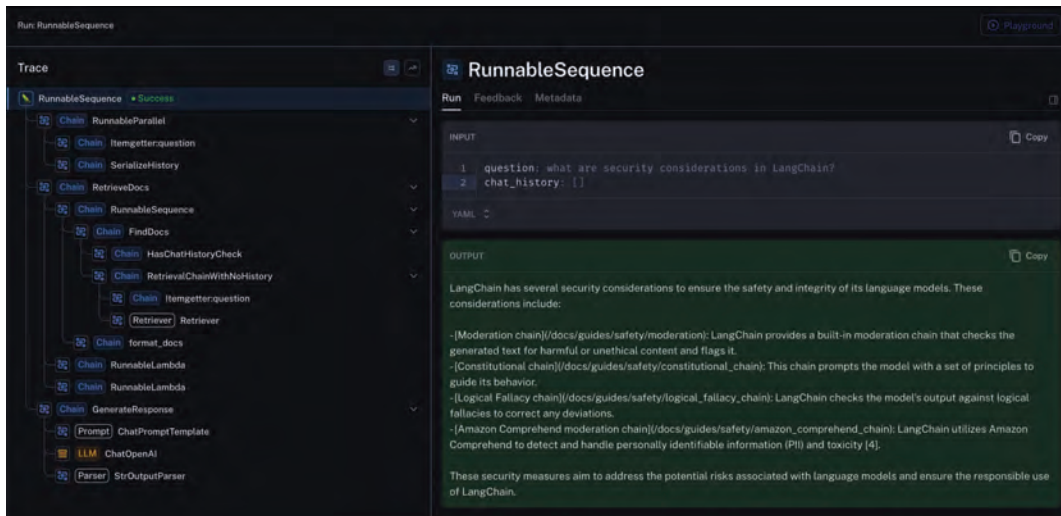 Run: RunnableSequence
Playground
Trace
RunnableSequence Success
Chain RunnableParallel
Chain Itemgetter:question
Chain SerializeHistory
Chain RetrieveDocs
Chain RunnableSequence
Chain FindDocs
Chain HasChatHistoryCheck
Chain RetrievalChainWithNoHistory
Chain Itemgetter:question
Retriever Retriever
Chain format_docs
Chain RunnableLambda
Chain RunnableLambda
Chain GenerateResponse
Prompt ChatPromptTemplate
LLM ChatOpenAI
Parser StrOutputParser
RunnableSequence
Run Feedback Metadata
INPUT Copy
1 question: what are security considerations in LangChain?
2 chat_history: []
YAML
OUTPUT Copy
LangChain has several security considerations to ensure the safety and integrity of its language models. These
considerations include:
-[Moderation chain](/docs/guides/safety/moderation): LangChain provides a built-in moderation chain that checks the
generated text for harmful or unethical content and flags it.
-[Constitutional chain](/docs/guides/safety/constitutional_chain): This chain prompts the model with a set of principles to
guide its behavior.
-[Logical Fallacy chain](/docs/guides/safety/logical_fallacy_chain): LangChain checks the model's output against logical
fallacies to correct any deviations.
-[Amazon Comprehend moderation chain](/docs/guides/safety/amazon_comprehend_chain): LangChain utilizes Amazon
Comprehend to detect and handle personally identifiable information (PII) and toxicity [4].
These security measures aim to address the potential risks associated with language models and ensure the responsible use
of LangChain.